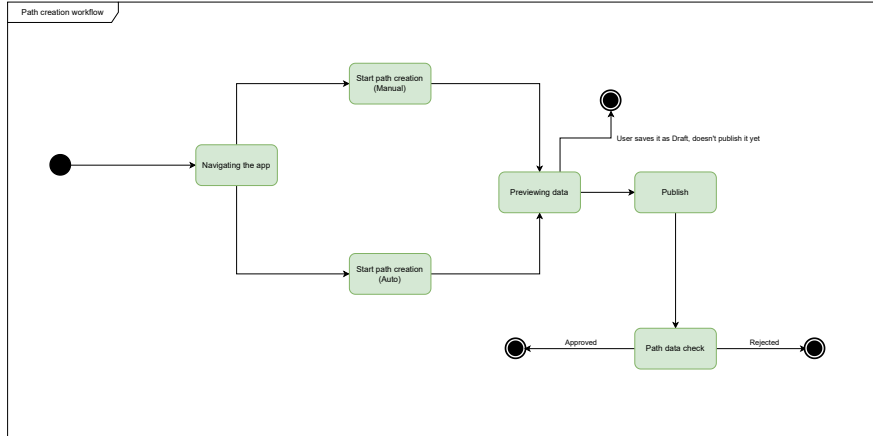 Path creation workflow
Start path creation
(Manual)
User saves it as Draft, doesn't publish it yet
Navigating the app
Previewing data
Publish
Start path creation
(Auto)
Approved
Path data check
Rejected